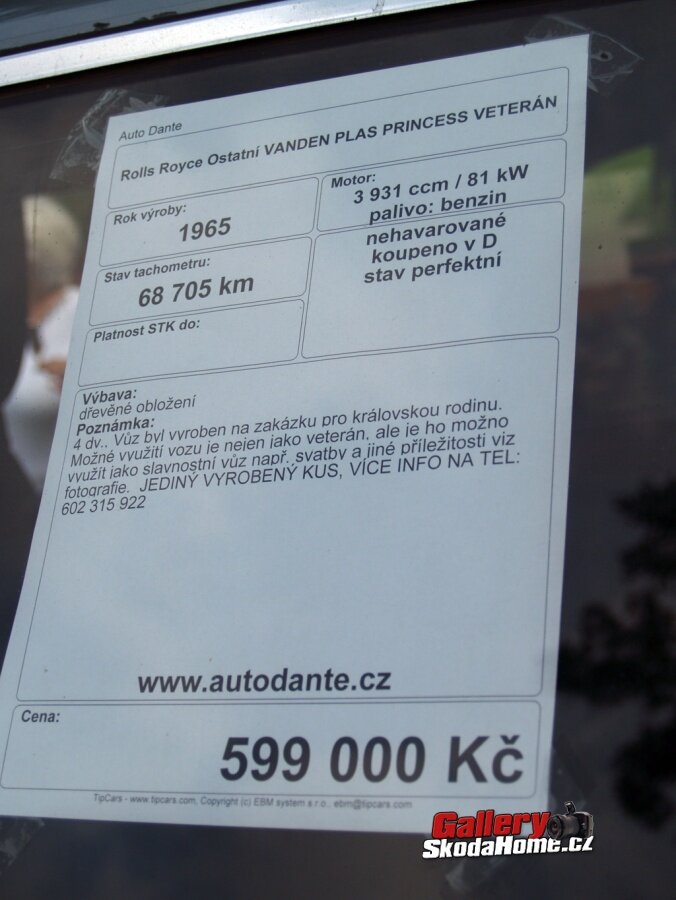 Auto Dante
Rolls Royce Ostatní VANDEN PLAS PRINCESS VETERÁN
Rok výroby:
1965
Motor:
3 931 ccm / 81 kW
palivo: benzin
Stav tachometru:
68 705 km
nehavarované
koupeno v D
stav perfektní
Platnost STK do:
Výbava:
dřevěné obložení
Poznámka:
4 dv.. Vůz byl vyroben na zakázku pro královskou rodinu.
Možné využití vozu je nejen jako veterán, ale je ho možno
využít jako slavnostní vůz např. svatby a jiné příležitosti viz
fotografie. JEDINÝ VYROBENÝ KUS, VÍCE INFO NA TEL:
602 315 922
www.autodante.cz
Cena:
599 000 Kč
TipCars - www.tipcars.com, Copyright (c) EBM system s.r.o., ebm@tipcars.com
Gallery
SkodaHome.cz